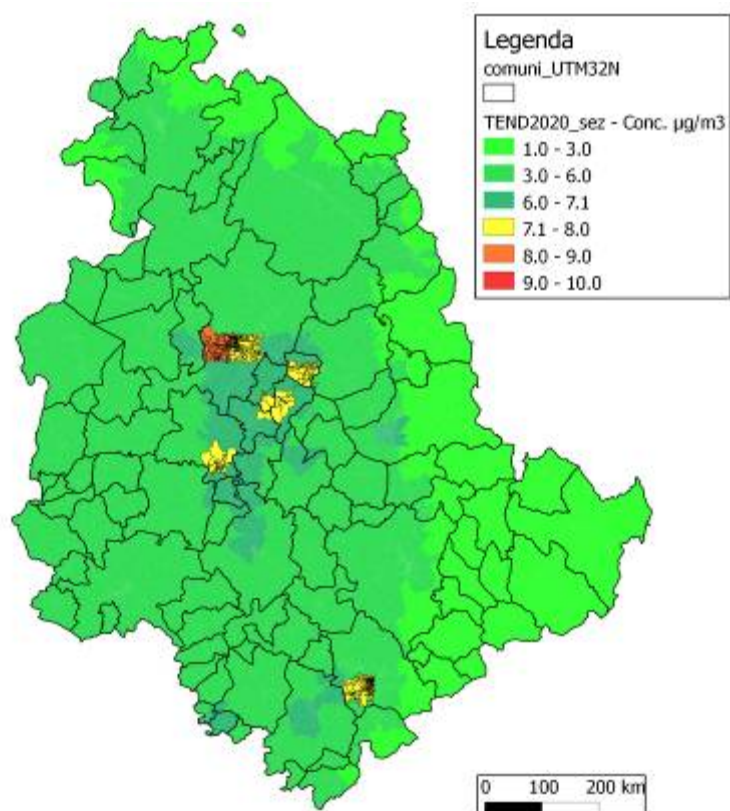 Legenda
comuni_UTM32N
TEND2020_sez - Conc. µg/m3
1.0 - 3.0
3.0 - 6.0
6.0 - 7.1
7.1 - 8.0
8.0 - 9.0
9.0 - 10.0
0 100 200 km